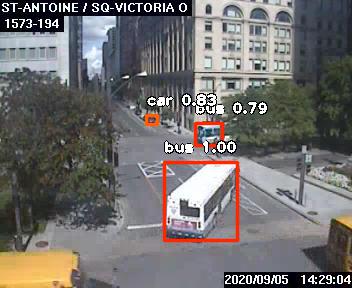 ST-ANTOINE / SQ-VICTORIA O
1573-194
car 0.83
bus 0.79
bus 1.00
2020/09/05 14:29:04